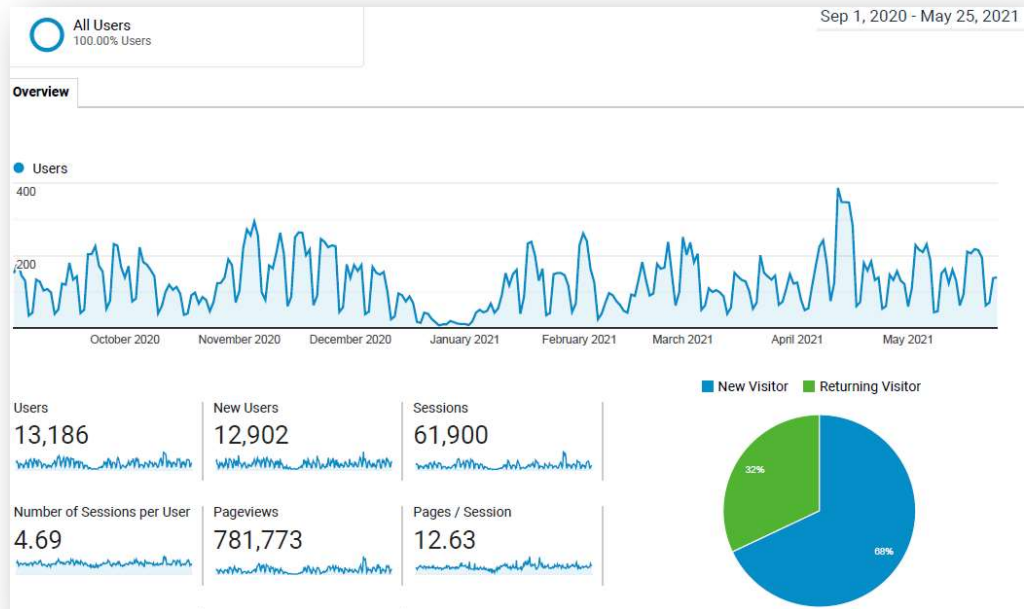 All Users
100.00% Users
Sep 1, 2020 - May 25, 2021
Overview
Users
400
200
October 2020 November 2020 December 2020 January 2021 February 2021 March 2021 April 2021 May 2021
New Visitor Returning Visitor
Users New Users Sessions
13,186 12,902 61,900
Number of Sessions per User Pageviews Pages / Session
4.69 781,773 12.63
32%
68%